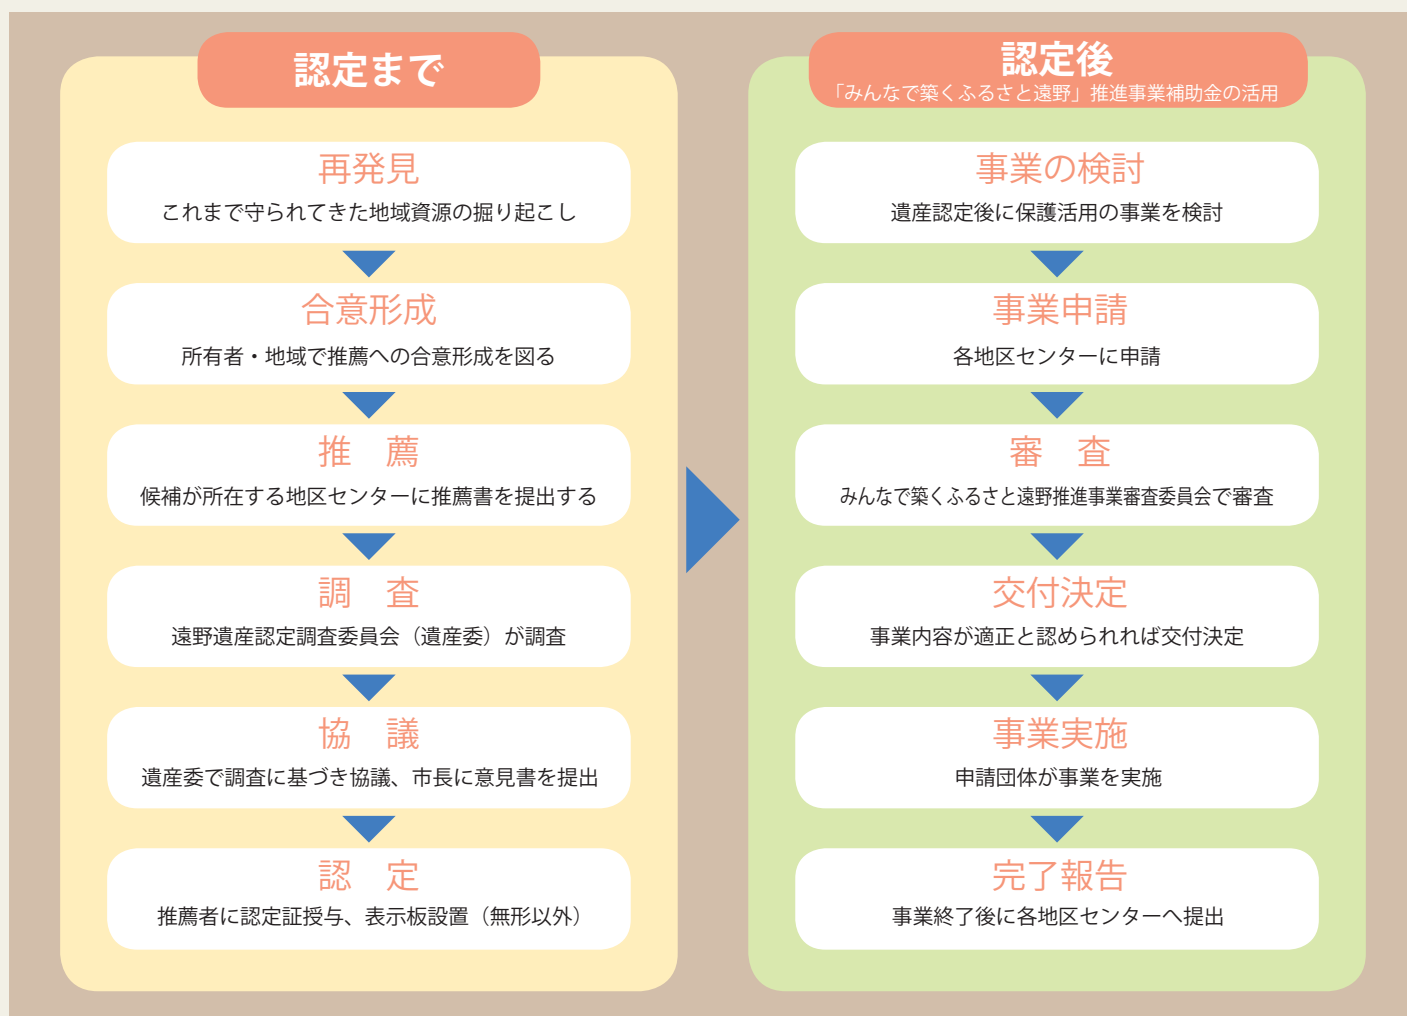 認定まで
再発見
これまで守られてきた地域資源の掘り起こし
合意形成
所有者・地域で推薦への合意形成を図る
推　薦
候補が所在する地区センターに推薦書を提出する
調　査
遠野遺産認定調査委員会（遺産委）が調査
協　議
遺産委で調査に基づき協議、市長に意見書を提出
認　定
推薦者に認定証授与、表示板設置（無形以外）
認定後
「みんなで築くふるさと遠野」推進事業補助金の活用
事業の検討
遺産認定後に保護活用の事業を検討
事業申請
各地区センターに申請
審　査
みんなで築くふるさと遠野推進事業審査委員会で審査
交付決定
事業内容が適正と認められれば交付決定
事業実施
申請団体が事業を実施
完了報告
事業終了後に各地区センターへ提出